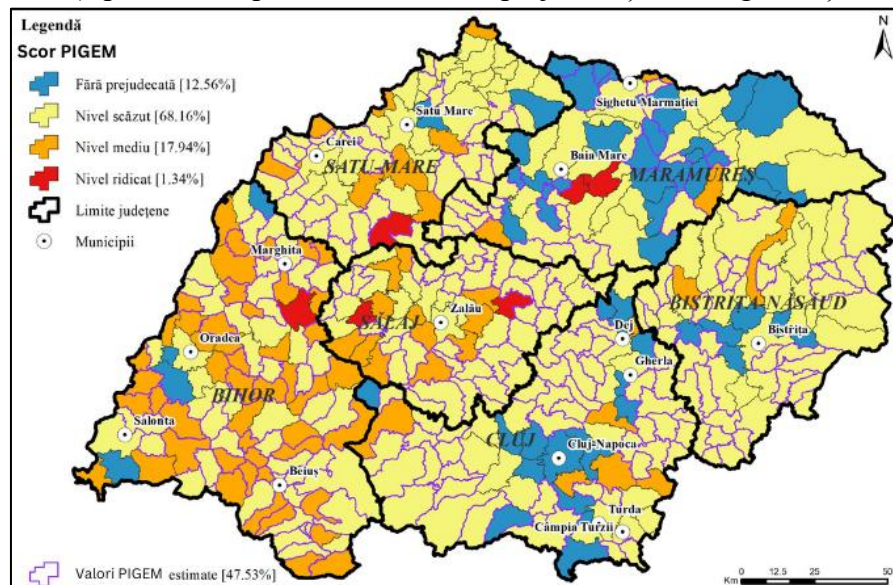 Legendă
Scor PIGEM
Fără prejudecată [12.56%]
Nivel scăzut [68.16%]
Nivel mediu [17.94%]
Nivel ridicat [1.34%]
Limite județene
Municipii
N
Sighetu Marmației
Satu Mare
Carei
SATU-MARE
Baia Mare
MARAMUREȘ
Marghita
BISTRIȚA-NĂSĂUD
SĂLAJ
Zalău
Dej
Bistrița
Oradea
Gherla
BIHOR
Salonta
CLUJ
Cluj-Napoca
Beiuș
Turda
Câmpia Turzii
Valori PIGEM estimate [47.53%]
0 12.5 25 50
Km